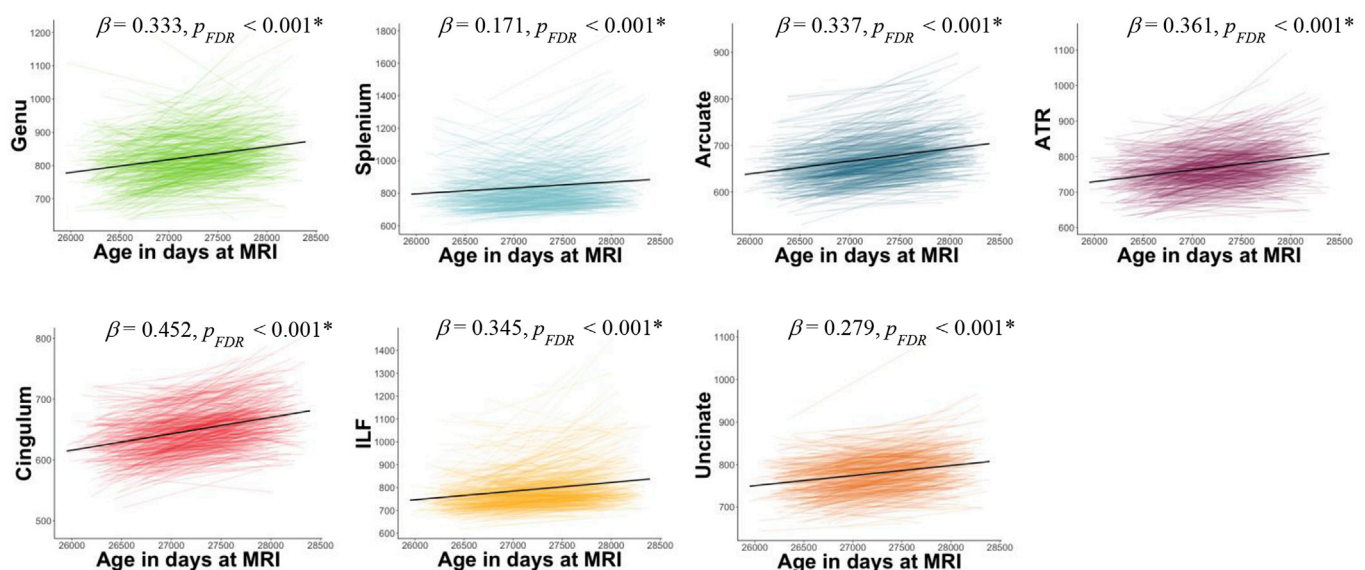 β = 0.333, pFDR < 0.001*
1200
1100
1000
900
800
700
Genu
26000 26500 27000 27500 28000 28500
Age in days at MRI
β = 0.171, pFDR < 0.001*
1800
1600
1400
1200
1000
800
600
Splenium
26000 26500 27000 27500 28000 28500
Age in days at MRI
β = 0.337, pFDR < 0.001*
900
800
700
600
Arcuate
26000 26500 27000 27500 28000 28500
Age in days at MRI
β = 0.361, pFDR < 0.001*
1100
1000
900
800
700
600
ATR
26000 26500 27000 27500 28000 28500
Age in days at MRI
β = 0.452, pFDR < 0.001*
800
700
600
500
Cingulum
26000 26500 27000 27500 28000 28500
Age in days at MRI
β = 0.345, pFDR < 0.001*
1400
1300
1200
1100
1000
900
800
700
600
ILF
26000 26500 27000 27500 28000 28500
Age in days at MRI
β = 0.279, pFDR < 0.001*
1100
1000
900
800
700
Uncinate
26000 26500 27000 27500 28000 28500
Age in days at MRI